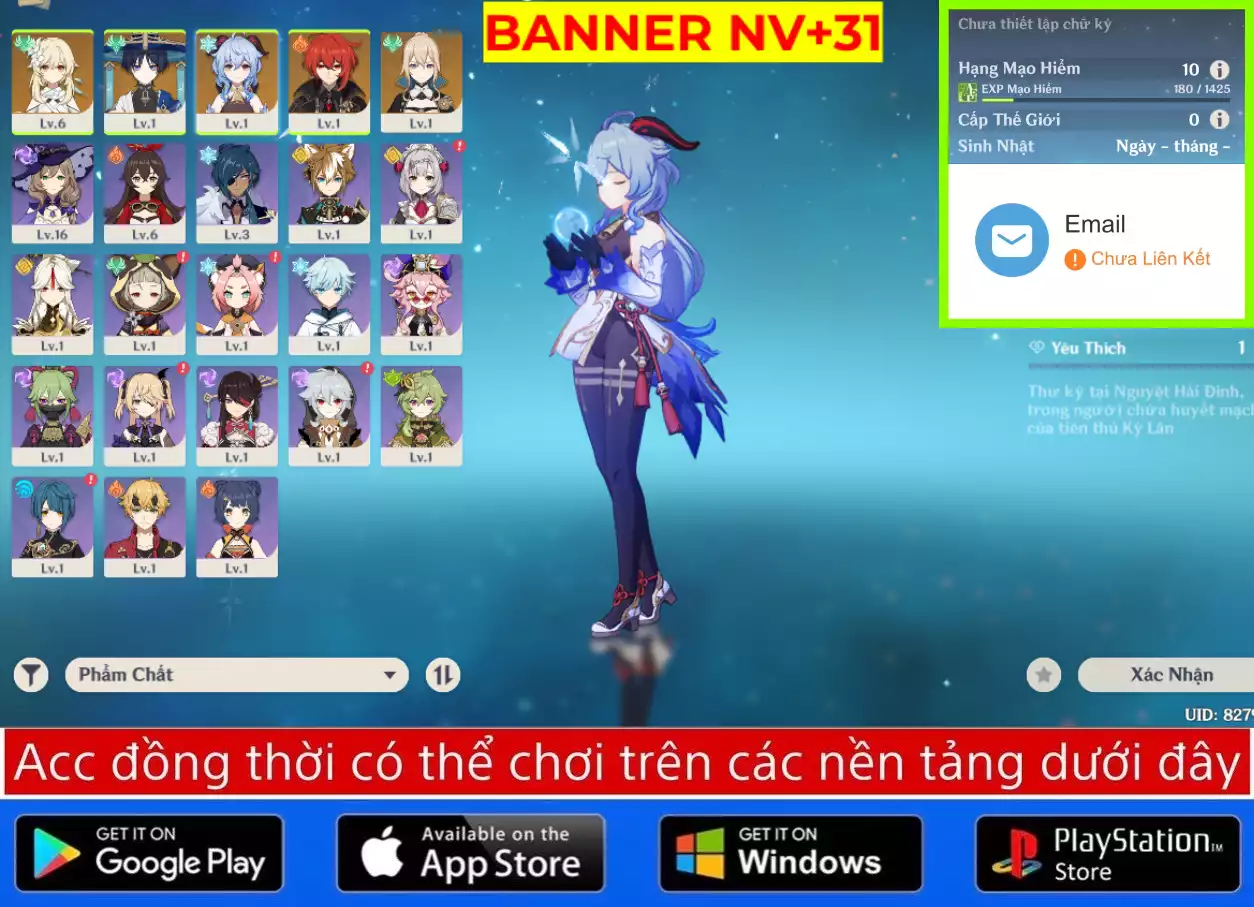 BANNER NV+31
Chưa thiết lập chữ ký
Hạng Mạo Hiểm 10
EXP Mạo Hiểm 180 / 1425
Cấp Thế Giới 0
Sinh Nhật Ngày - tháng -
Email
Chưa Liên Kết
Lv.6 Lv.1 Lv.1 Lv.1 Lv.1
Lv.16 Lv.6 Lv.3 Lv.1 Lv.1
Lv.1 Lv.1 Lv.1 Lv.1 Lv.1
Lv.1 Lv.1 Lv.1 Lv.1 Lv.1
Lv.1 Lv.1 Lv.1
Yêu Thích 1
Thư ký tại Nguyệt Hải Đình,
trong người chứa huyết mạch
của tiên thú Kỳ Lân
Phẩm Chất
Xác Nhận
UID: 827
Acc đồng thời có thể chơi trên các nền tảng dưới đây
GET IT ON
Google Play
Available on the
App Store
GET IT ON
Windows
PlayStation™
Store